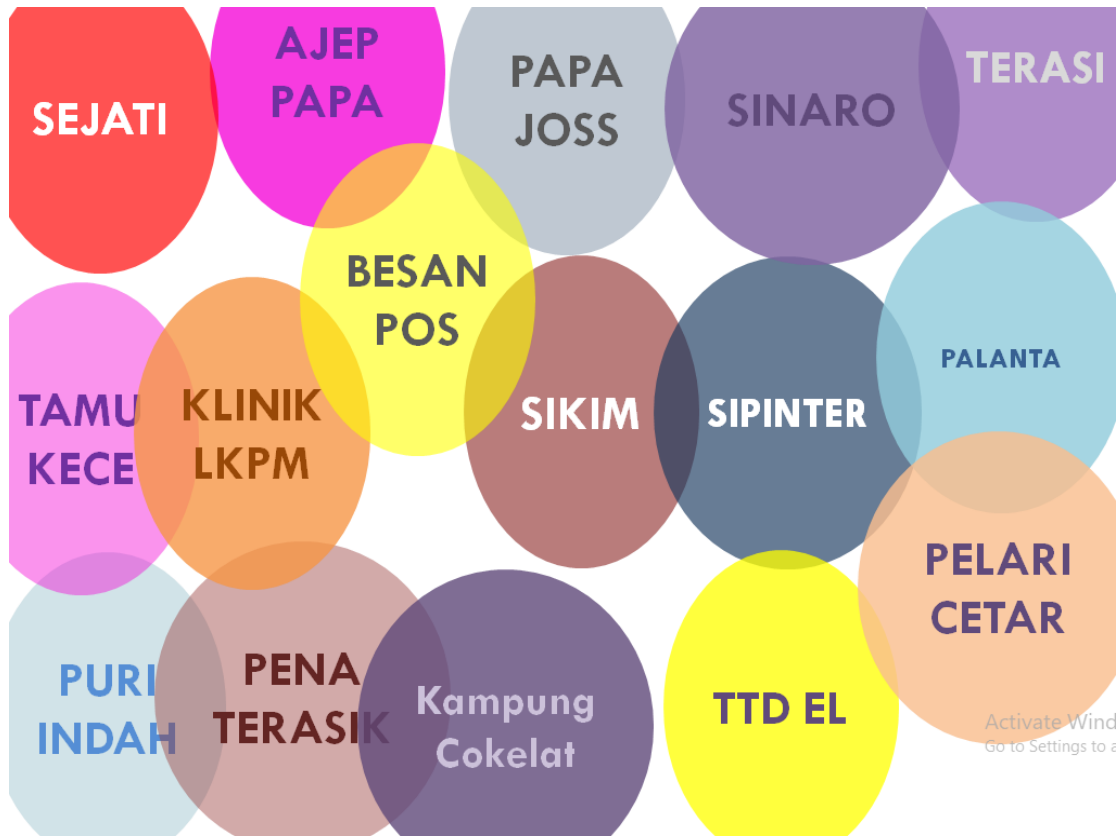 SEJATI
AJEP
PAPA
PAPA
JOSS
SINARO
TERASI
BESAN
POS
TAMU
KECE
KLINIK
LKPM
SIKIM
SIPINTER
PALANTA
PELARI
CETAR
PURI
INDAH
PENA
TERASIK
Kampung
Cokelat
TTD EL
Activate Wind
Go to Settings to a